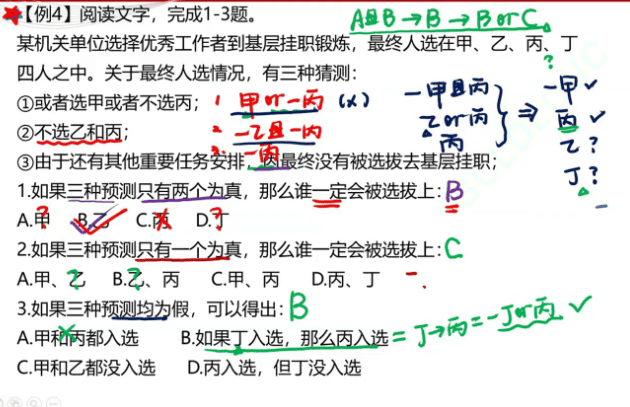 【例4】阅读文字，完成1-3题。
A且B→B→B or C
某机关单位选择优秀工作者到基层挂职锻炼，最终人选在甲、乙、丙、丁
四人之中。关于最终人选情况，有三种猜测：
①或者选甲或者不选丙；
1. 甲or一丙 (X)
一甲且丙
?
一甲✓
②不选乙和丙；
2. 一乙且一丙
乙or丙
⇒
丙✓
3. 一丙
丙
乙?
③由于还有其他重要任务安排，丙最终没有被选拔去基层挂职；
丁?
1.如果三种预测只有两个为真，那么谁一定会被选拔上：B
A.甲 B.乙 C.丙 D.丁
? X ?
2.如果三种预测只有一个为真，那么谁一定会被选拔上：C
A.甲、乙 B.乙、丙 C.甲、丙 D.丙、丁
? ?
3.如果三种预测均为假，可以得出：B
A.甲和丙都入选 B.如果丁入选，那么丙入选 =丁→丙=一丁or丙 ✓
C.甲和乙都没入选 D.丙入选，但丁没入选